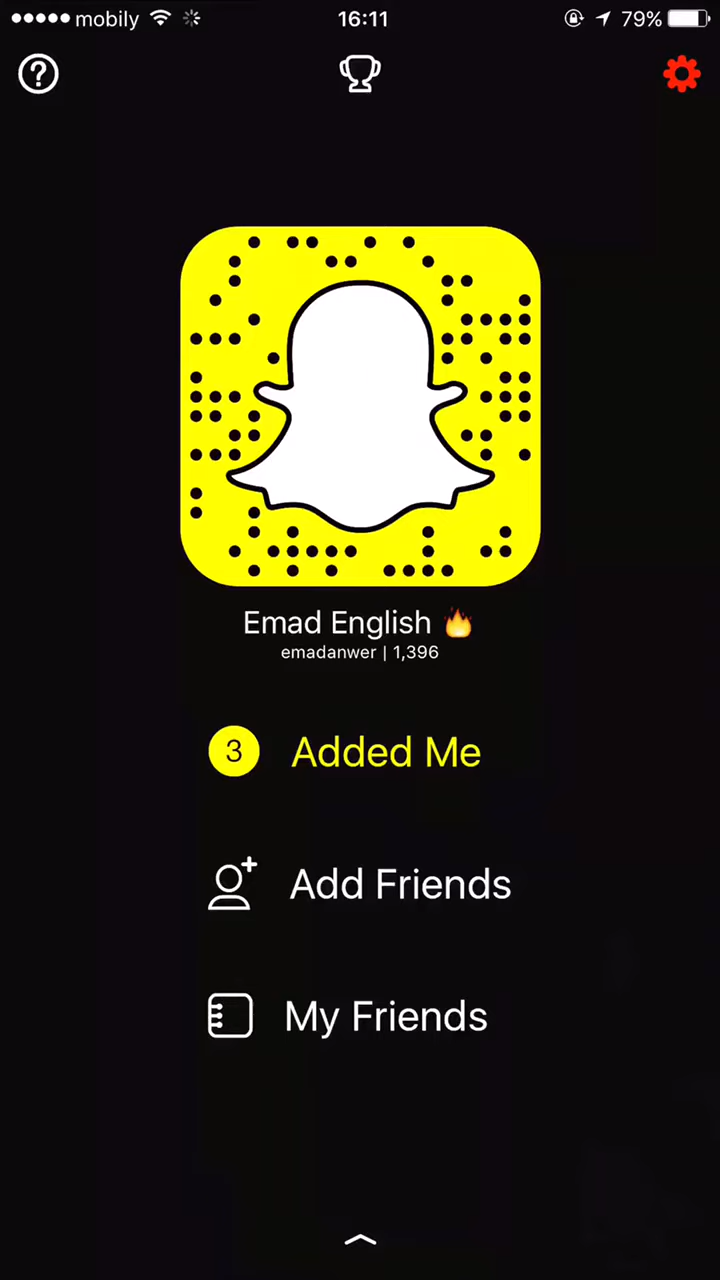 mobily 16:11 79%
?
Emad English 🔥
emadanwer | 1,396
3 Added Me
Add Friends
My Friends